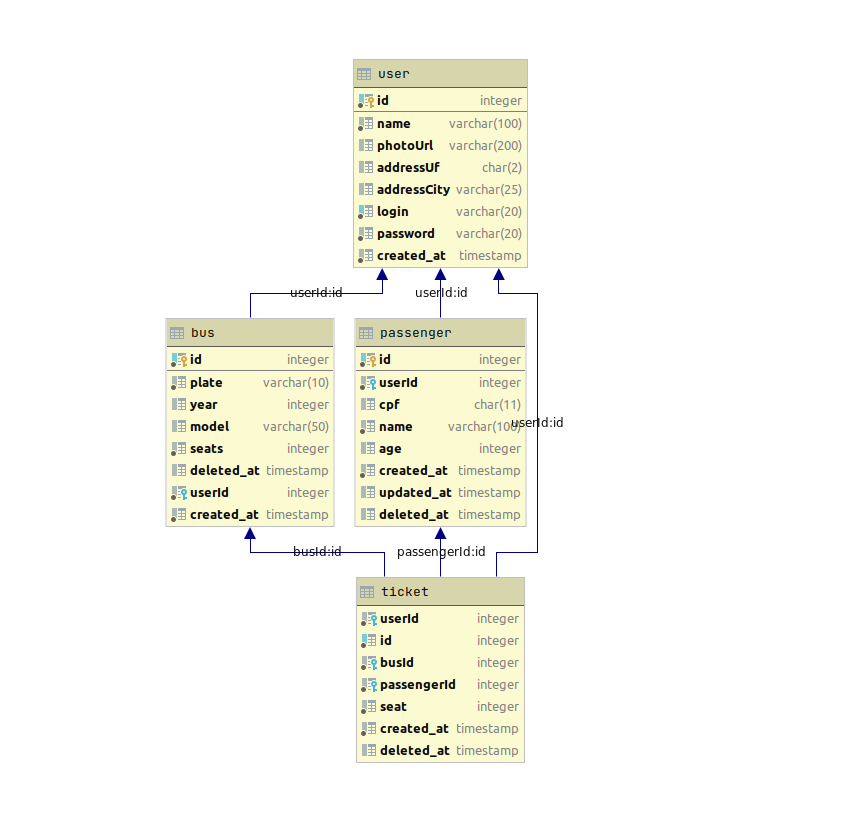 user
id integer
name varchar(100)
photoUrl varchar(200)
addressUf char(2)
addressCity varchar(25)
login varchar(20)
password varchar(20)
created_at timestamp
userId:id
userId:id
bus
id integer
plate varchar(10)
year integer
model varchar(50)
seats integer
deleted_at timestamp
userId integer
created_at timestamp
passenger
id integer
userId integer
cpf char(11)
name varchar(100)
age integer
created_at timestamp
updated_at timestamp
deleted_at timestamp
userId:id
busId:id
passengerId:id
ticket
userId integer
id integer
busId integer
passengerId integer
seat integer
created_at timestamp
deleted_at timestamp